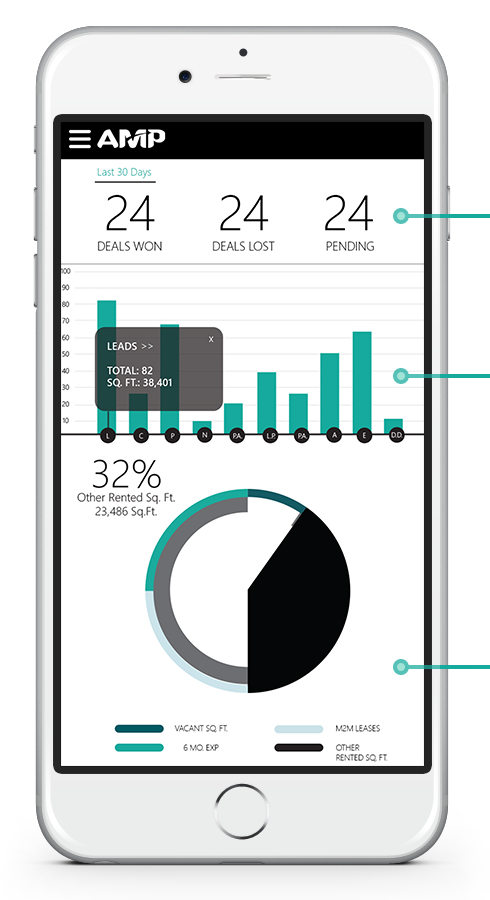 AMP
Last 30 Days
24 24 24
DEALS WON DEALS LOST PENDING
100
90
80
70
60
50
40
30
20
10
LEADS >> X
TOTAL: 82
SQ. FT.: 38,401
L C P N P.A. L.P. P.A. A E D.D.
32%
Other Rented Sq. Ft.
23,486 Sq.Ft.
VACANT SQ. FT. M2M LEASES
6 MO. EXP OTHER
RENTED SQ. FT.